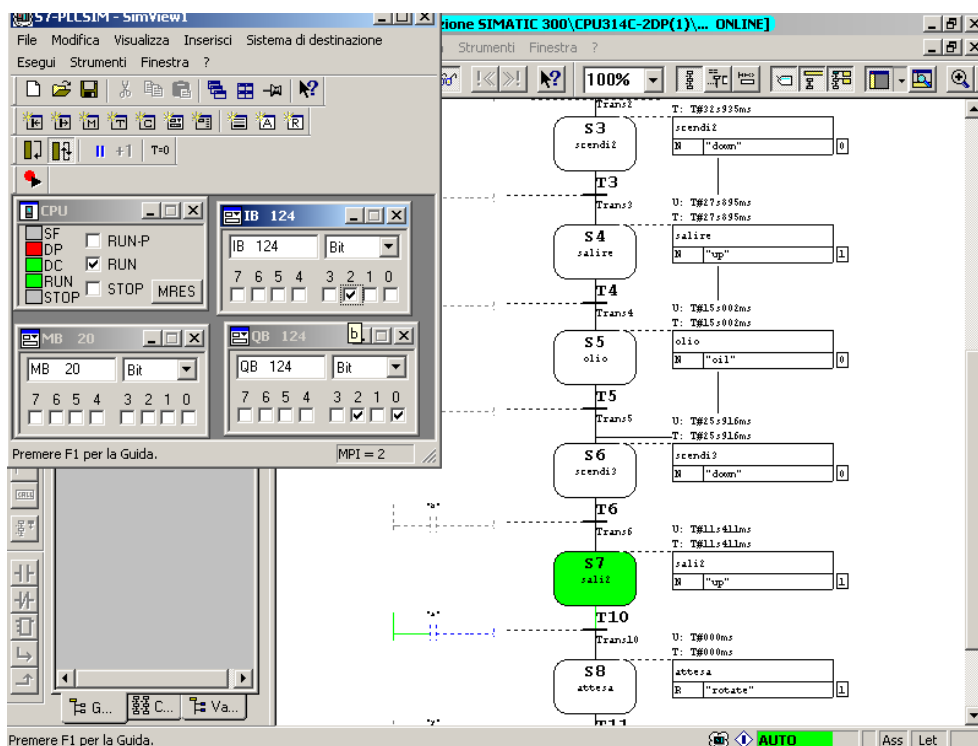 S7-PLCSIM - SimView1
File Modifica Visualizza Inserisci Sistema di destinazione
Esegui Strumenti Finestra ?
+1 T=0
CPU
SF
DP
DC
RUN
STOP
RUN-P
RUN
STOP
MRES
IB 124
IB 124 Bit
7 6 5 4 3 2 1 0
b.
MB 20
MB 20 Bit
7 6 5 4 3 2 1 0
QB 124
QB 124 Bit
7 6 5 4 3 2 1 0
Premere F1 per la Guida. MPI = 2
zione SIMATIC 300\CPU314C-2DP(1)\... ONLINE]
Strumenti Finestra ?
100%
Trans2
T: T#32s935ms
S3
scendi2
scendi2
N "down" 0
T3
Trans3
U: T#27s895ms
T: T#27s895ms
S4
salire
salire
N "up" 1
T4
Trans4
U: T#15s002ms
T: T#15s002ms
S5
olio
olio
N "oil" 0
T5
Trans5
U: T#25s916ms
T: T#25s916ms
S6
scendi3
scendi3
N "down" 0
T6
Trans6
U: T#11s411ms
T: T#11s411ms
S7
sali2
sali2
N "up" 1
T10
Trans10
U: T#000ms
T: T#000ms
S8
attesa
attesa
R "rotate" 1
T11
CALL
G... C... Va...
Premere F1 per la Guida.
AUTO
Ass Let